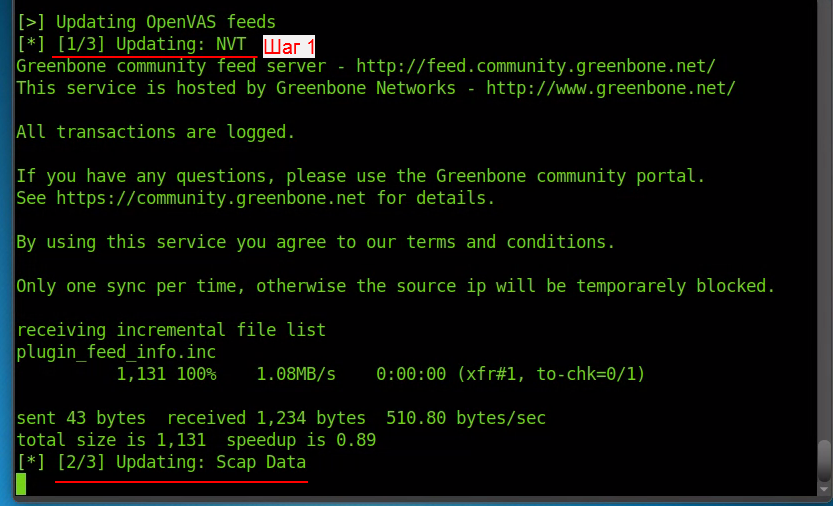 [>] Updating OpenVAS feeds
[*] [1/3] Updating: NVT Шаг 1
Greenbone community feed server - http://feed.community.greenbone.net/
This service is hosted by Greenbone Networks - http://www.greenbone.net/
All transactions are logged.
If you have any questions, please use the Greenbone community portal.
See https://community.greenbone.net for details.
By using this service you agree to our terms and conditions.
Only one sync per time, otherwise the source ip will be temporarely blocked.
receiving incremental file list
plugin_feed_info.inc
1,131 100% 1.08MB/s 0:00:00 (xfr#1, to-chk=0/1)
sent 43 bytes received 1,234 bytes 510.80 bytes/sec
total size is 1,131 speedup is 0.89
[*] [2/3] Updating: Scap Data